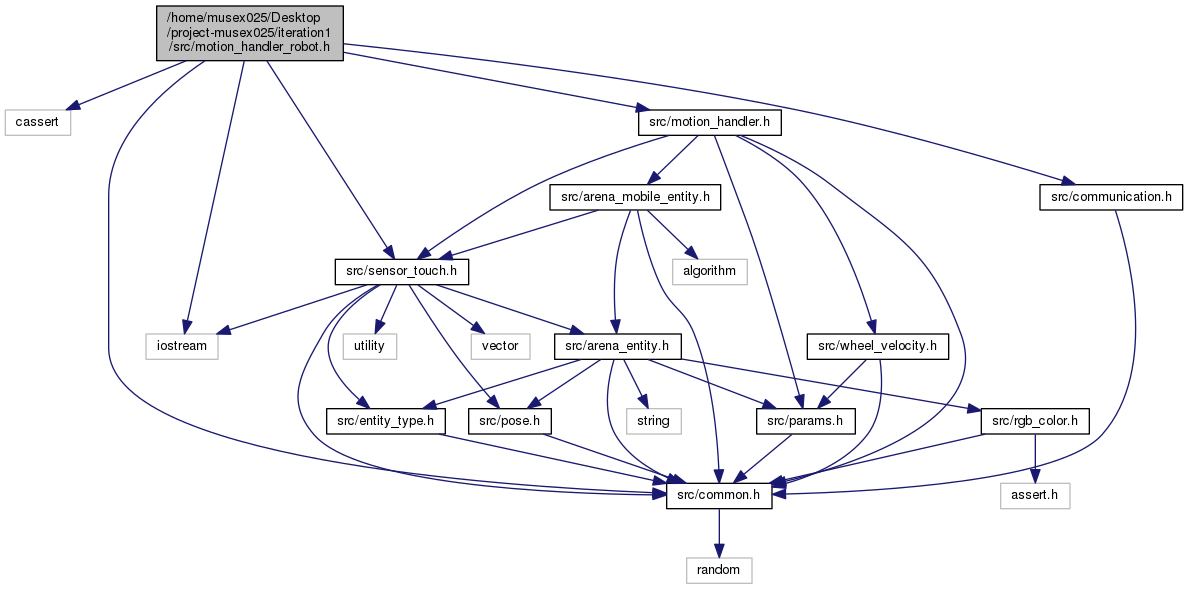 /home/musex025/Desktop
/project-musex025/iteration1
/src/motion_handler_robot.h
cassert
src/motion_handler.h
src/arena_mobile_entity.h
src/communication.h
src/sensor_touch.h
algorithm
iostream
utility
vector
src/arena_entity.h
src/wheel_velocity.h
src/entity_type.h
src/pose.h
string
src/params.h
src/rgb_color.h
src/common.h
assert.h
random